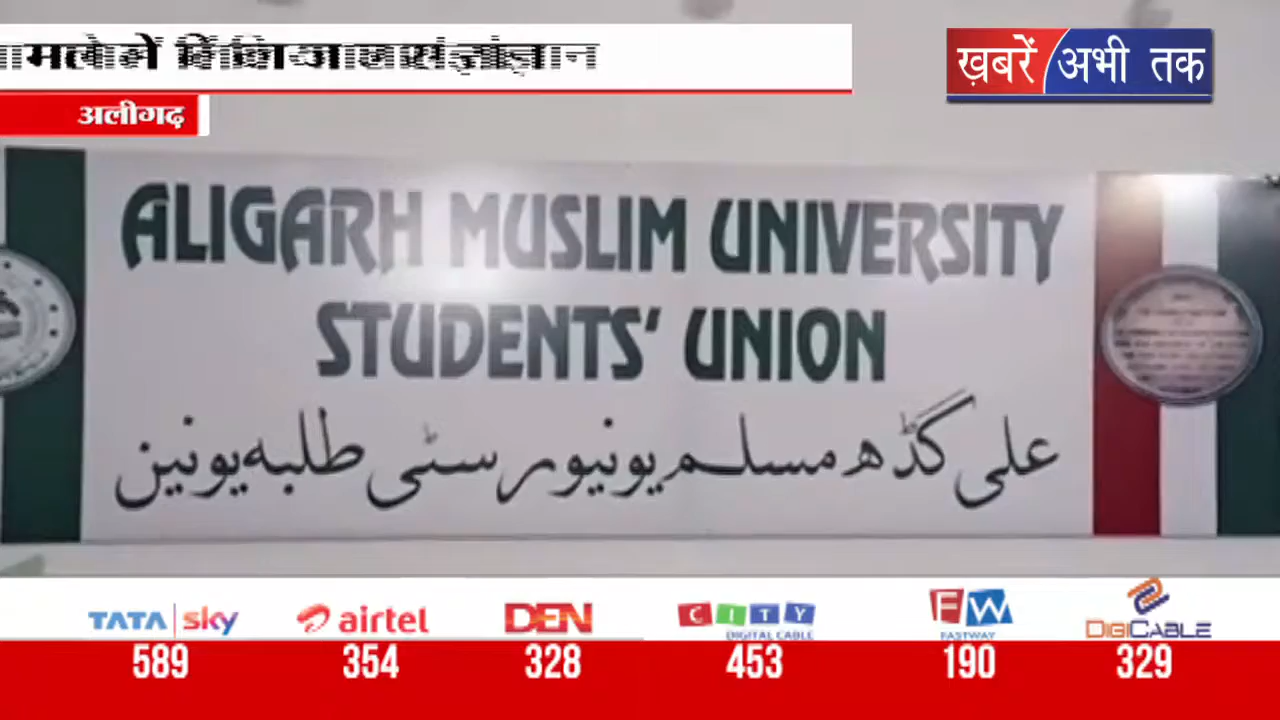 ख़बरें अभी तक
अलीगढ़
ALIGARH MUSLIM UNIVERSITY
STUDENTS' UNION
علی گڈھ مسلم یونیورسٹی طلبہ یونین
TATA sky airtel DEN CITY DIGITAL CABLE FW FASTWAY DIGICABLE
589 354 328 453 190 329